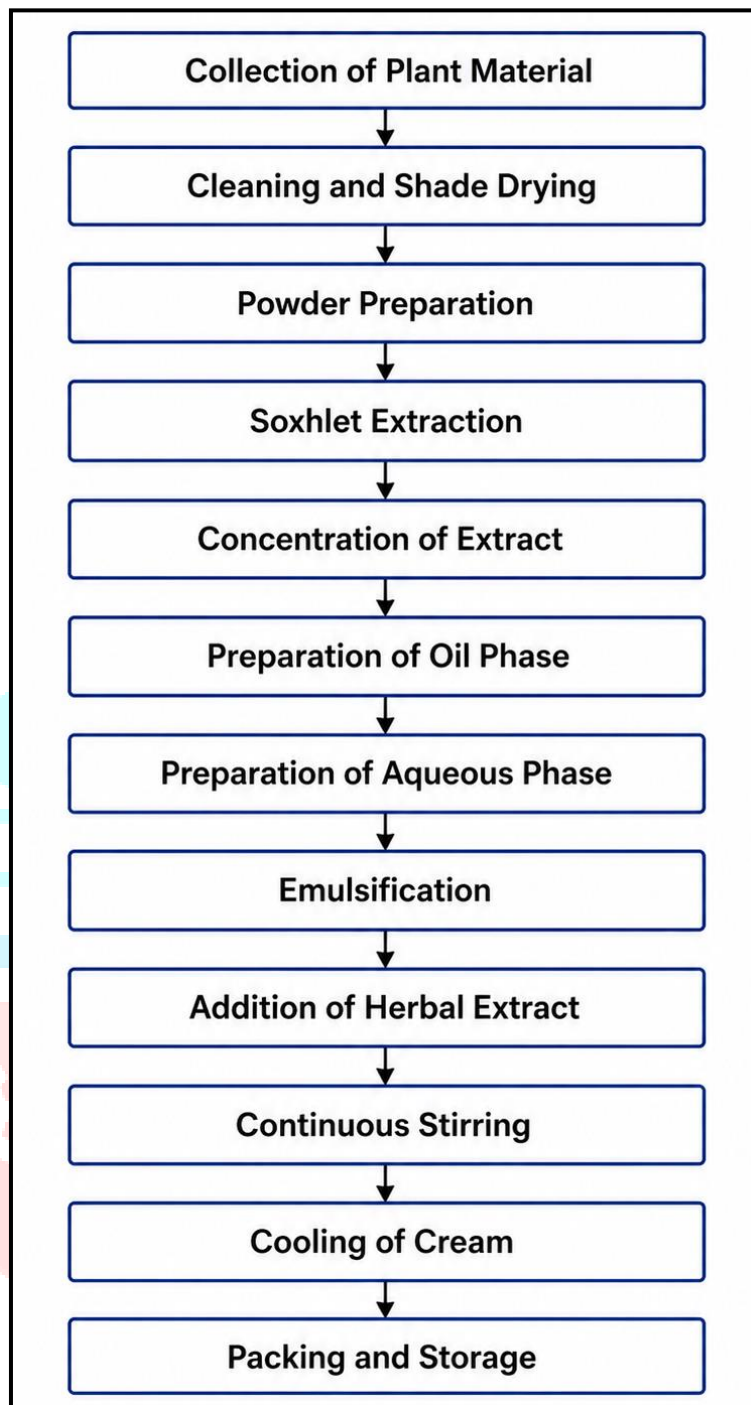 Collection of Plant Material
Cleaning and Shade Drying
Powder Preparation
Soxhlet Extraction
Concentration of Extract
Preparation of Oil Phase
Preparation of Aqueous Phase
Emulsification
Addition of Herbal Extract
Continuous Stirring
Cooling of Cream
Packing and Storage